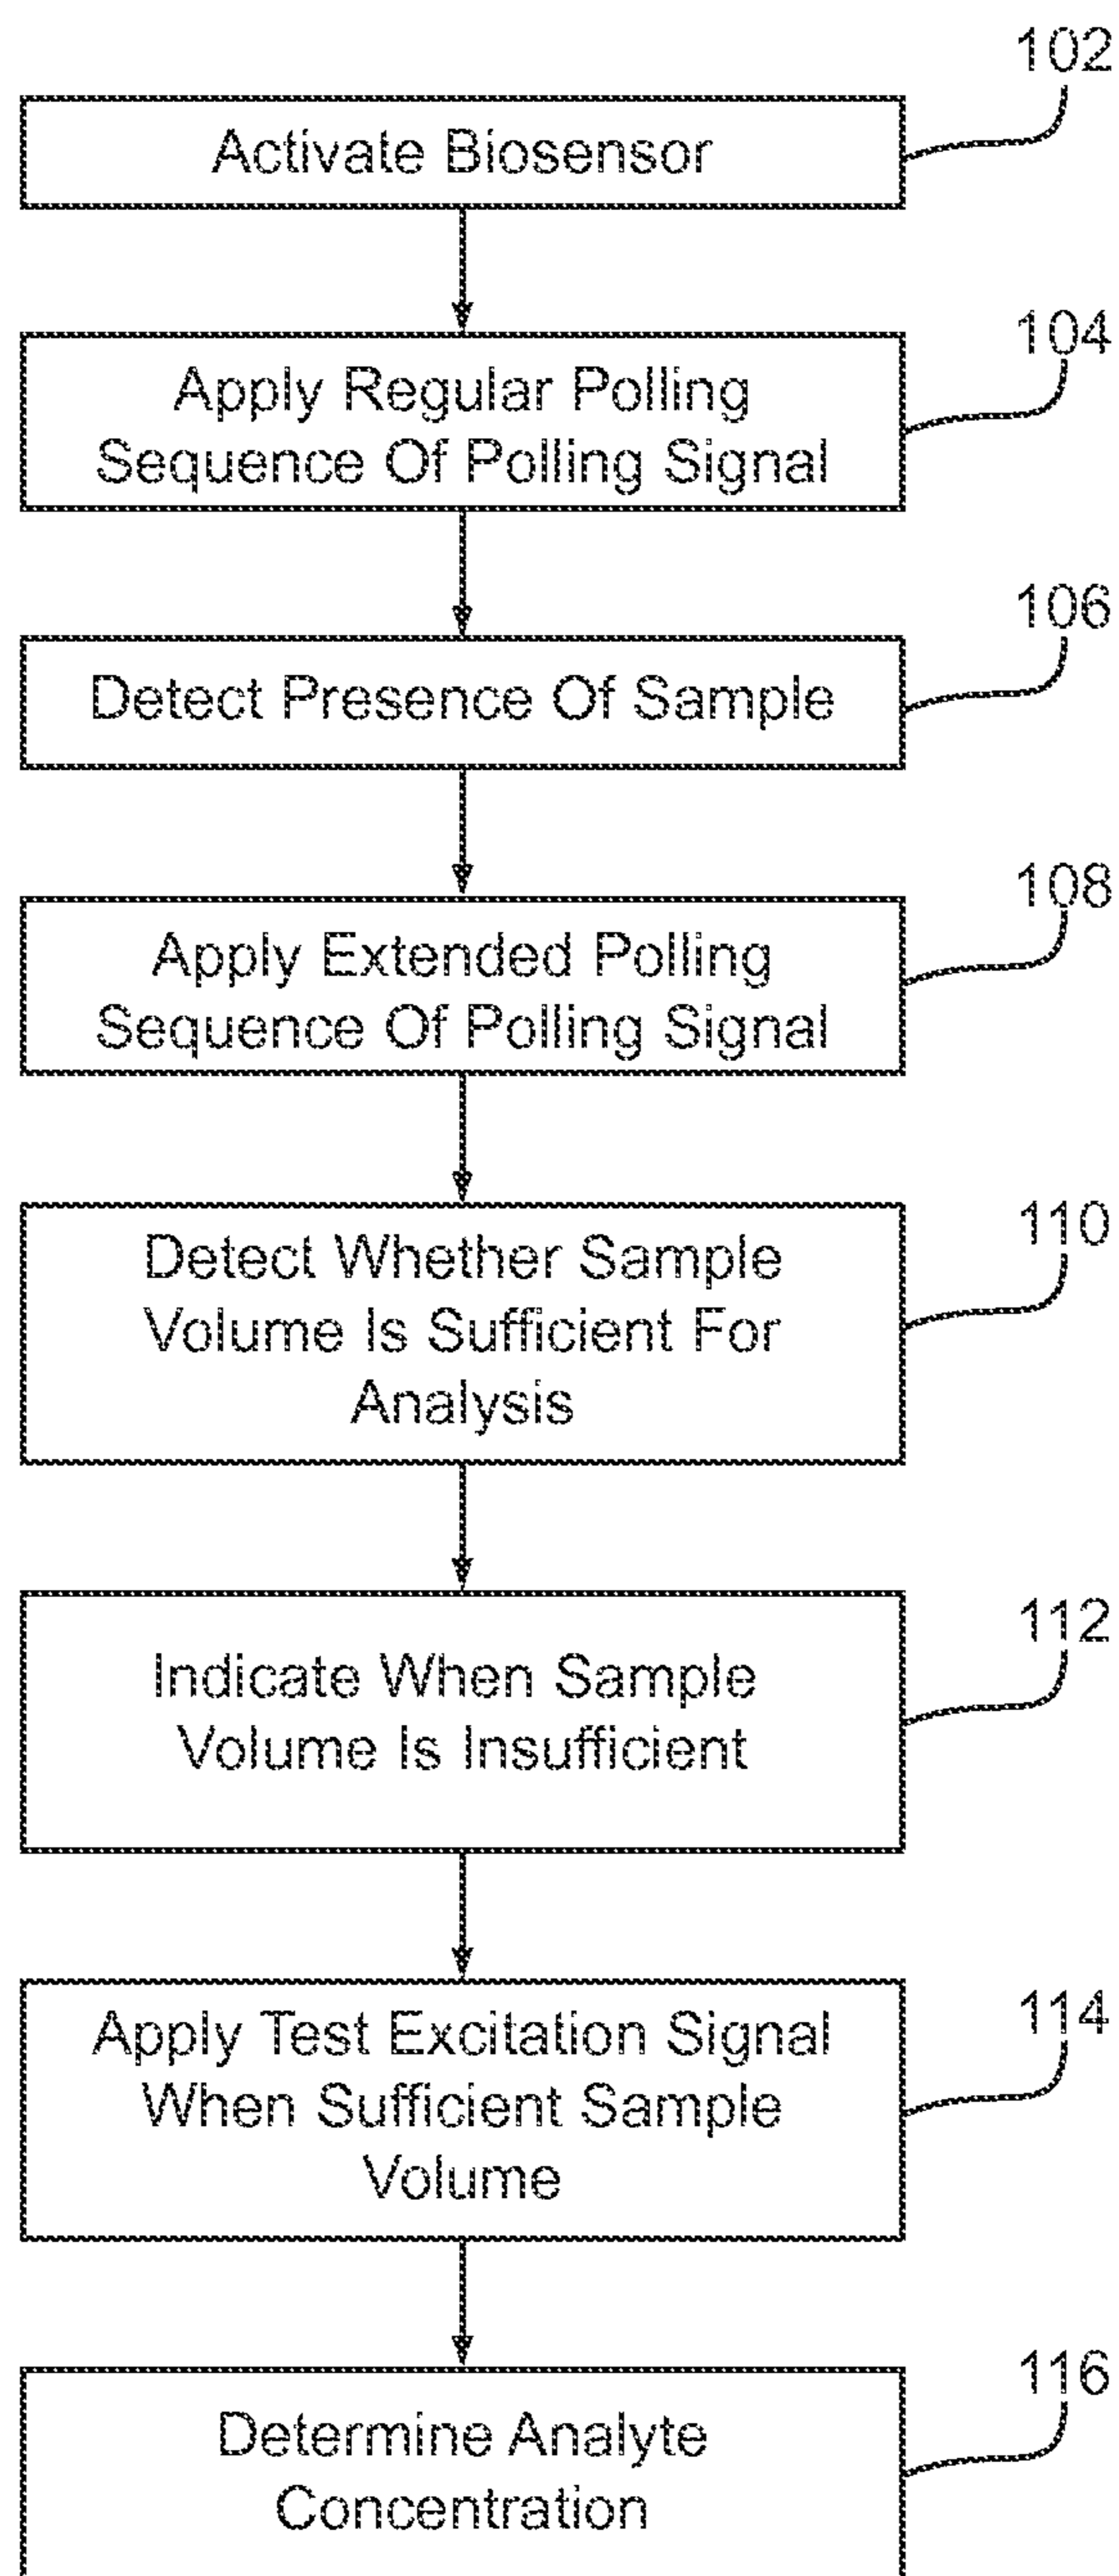 102
Activate Biosensor
104
Apply Regular Polling
Sequence Of Polling Signal
106
Detect Presence Of Sample
108
Apply Extended Polling
Sequence Of Polling Signal
110
Detect Whether Sample
Volume Is Sufficient For
Analysis
112
Indicate When Sample
Volume Is Insufficient
114
Apply Test Excitation Signal
When Sufficient Sample
Volume
116
Determine Analyte
Concentration